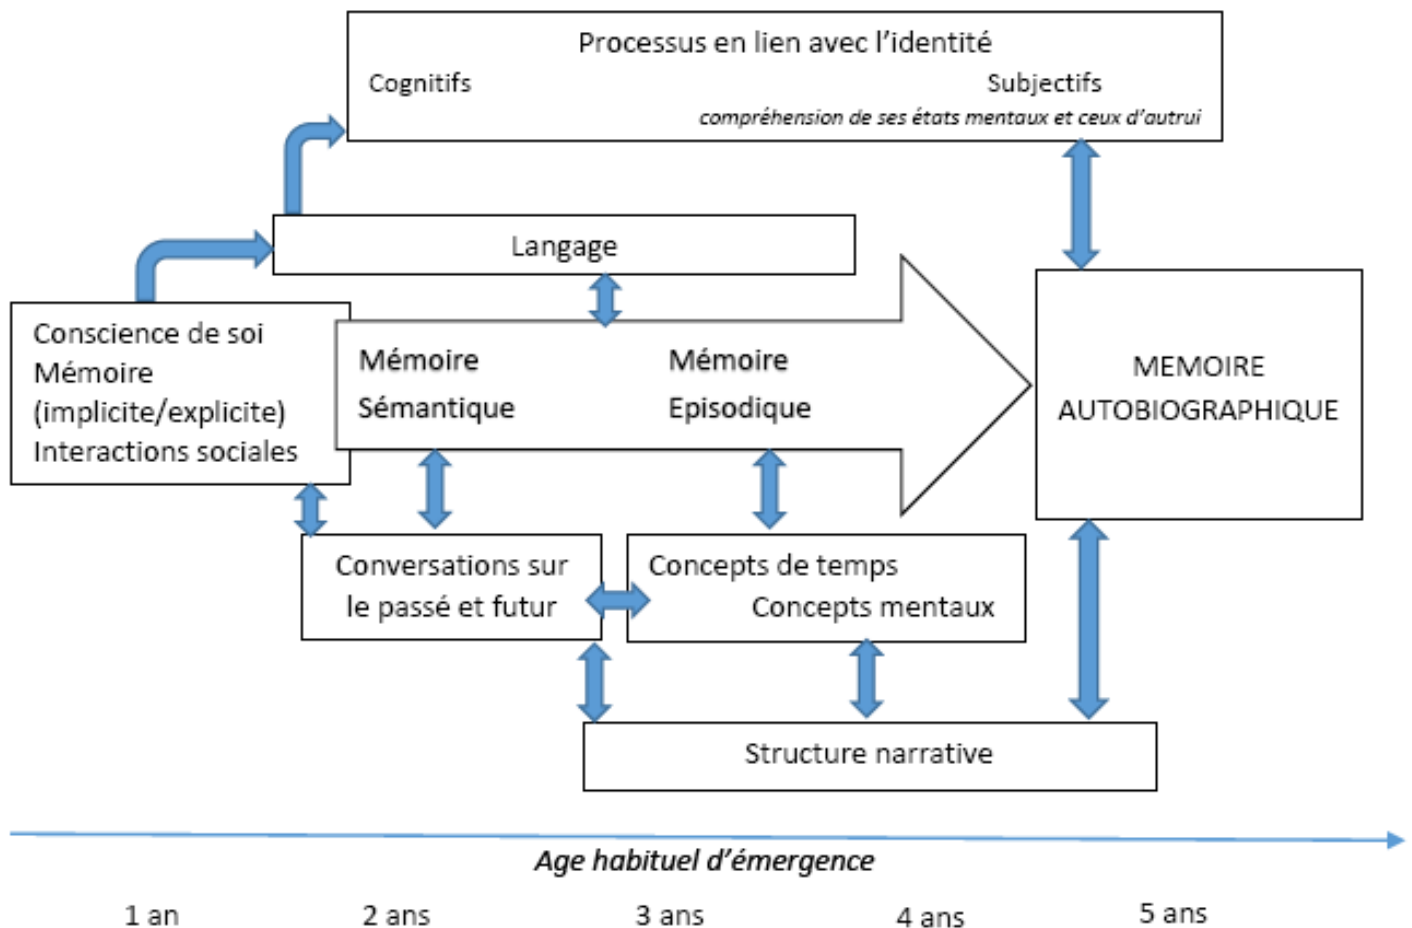 Processus en lien avec l’identité
Cognitifs
Subjectifs
compréhension de ses états mentaux et ceux d’autrui
Langage
Conscience de soi
Mémoire
(implicite/explicite)
Interactions sociales
Mémoire
Sémantique
Mémoire
Episodique
MEMOIRE
AUTOBIOGRAPHIQUE
Conversations sur
le passé et futur
Concepts de temps
Concepts mentaux
Structure narrative
Age habituel d’émergence
1 an
2 ans
3 ans
4 ans
5 ans